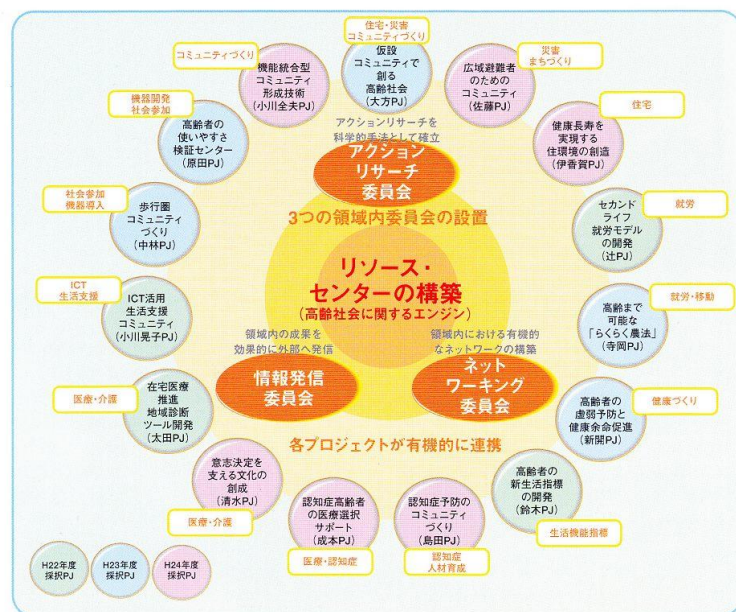 住宅・災害
コミュニティづくり
仮設
コミュニティで
創る
高齢社会
(大方PJ)
災害
まちづくり
広域避難者
のための
コミュニティ
(佐藤PJ)
住宅
健康長寿を
実現する
住環境の創造
(伊香賀PJ)
就労
セカンド
ライフ
就労モデル
の開発
(辻PJ)
就労・移動
高齢まで
可能な
「らくらく農法」
(寺岡PJ)
健康づくり
高齢者の
虚弱予防と
健康余命促進
(新開PJ)
生活機能指標
高齢者の
新生活指標
の開発
(鈴木PJ)
認知症
人材育成
認知症予防の
コミュニティ
づくり
(島田PJ)
医療・認知症
認知症高齢者
の医療選択
サポート
(成本PJ)
医療・介護
意志決定を
支える文化の
創成
(清水PJ)
医療・介護
在宅医療
推進
地域診断
ツール開発
(太田PJ)
ICT
生活支援
ICT活用
生活支援
コミュニティ
(小川晃子PJ)
社会参加
機器導入
歩行圏
コミュニティ
づくり
(中林PJ)
機器開発
社会参加
高齢者の
使いやすさ
検証センター
(原田PJ)
コミュニティづくり
機能統合型
コミュニティ
形成技術
(小川全夫PJ)
アクションリサーチを
科学的手法として確立
アクション
リサーチ
委員会
3つの領域内委員会の設置
リソース・
センターの構築
(高齢社会に関するエンジン)
領域内の成果を
効果的に外部へ発信
情報発信
委員会
領域内における有機的
なネットワークの構築
ネット
ワーキング
委員会
各プロジェクトが有機的に連携
H22年度
採択PJ
H23年度
採択PJ
H24年度
採択PJ